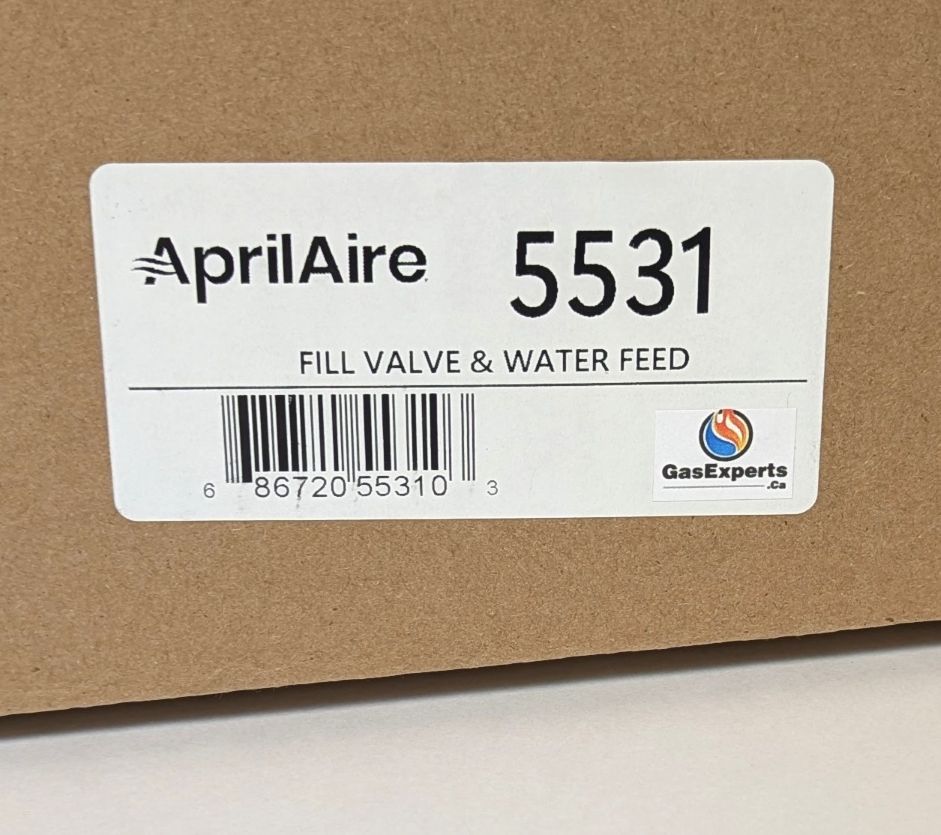 AprilAire 5531
FILL VALVE & WATER FEED
6 86720 55310 3
GasExperts
.Ca